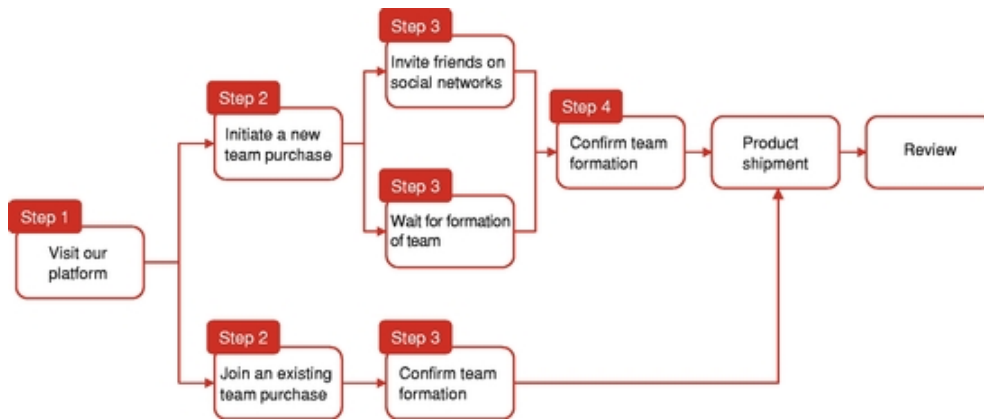 Step 1
Visit our
platform
Step 2
Initiate a new
team purchase
Step 3
Invite friends on
social networks
Step 3
Wait for formation
of team
Step 4
Confirm team
formation
Product
shipment
Review
Step 2
Join an existing
team purchase
Step 3
Confirm team
formation